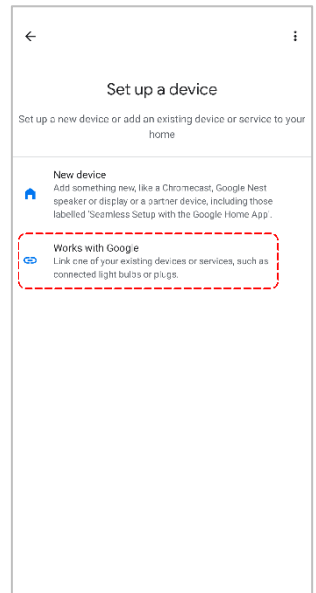 Set up a device
Set up a new device or add an existing device or service to your
home
New device
Add something new, like a Chromecast, Google Nest
speaker or display or a partner device, including those
labelled 'Seamless Setup with the Google Home App'.
Works with Google
Link one of your existing devices or services, such as
connected light bulbs or plugs.